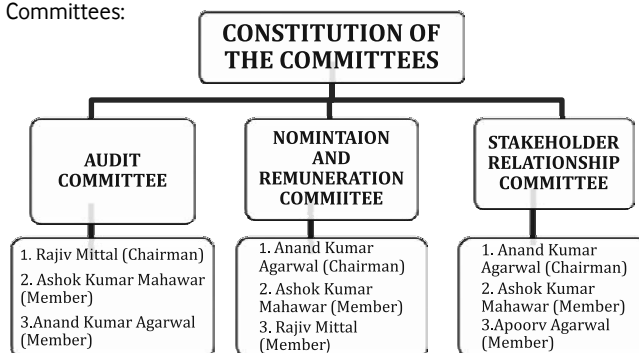 Committees:
CONSTITUTION OF
THE COMMITTEES
AUDIT
COMMITTEE
NOMINTAION
AND
REMUNERATION
COMMIITEE
STAKEHOLDER
RELATIONSHIP
COMMITTEE
1. Rajiv Mittal (Chairman)
2. Ashok Kumar Mahawar
(Member)
3.Anand Kumar Agarwal
(Member)
1. Anand Kumar
Agarwal (Chairman)
2. Ashok Kumar
Mahawar (Member)
3. Rajiv Mittal
(Member)
1. Anand Kumar
Agarwal (Chairman)
2. Ashok Kumar
Mahawar (Member)
3.Apoorv Agarwal
(Member)